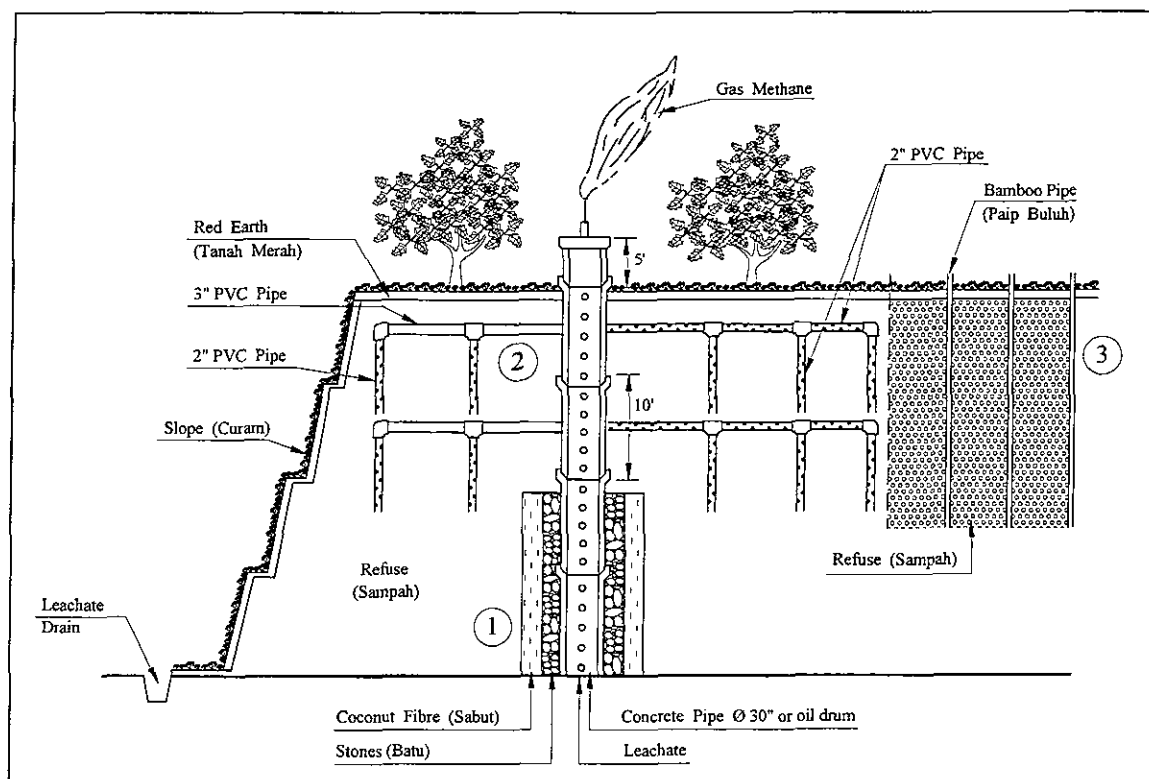 Gas Methane
2" PVC Pipe
Bamboo Pipe
(Paip Buluh)
Red Earth
(Tanah Merah)
5'
3" PVC Pipe
2
3
2" PVC Pipe
10'
Slope (Curam)
Refuse (Sampah)
Refuse
(Sampah)
Leachate
Drain
1
Coconut Fibre (Sabut)
Concrete Pipe Ø 30" or oil drum
Stones (Batu)
Leachate